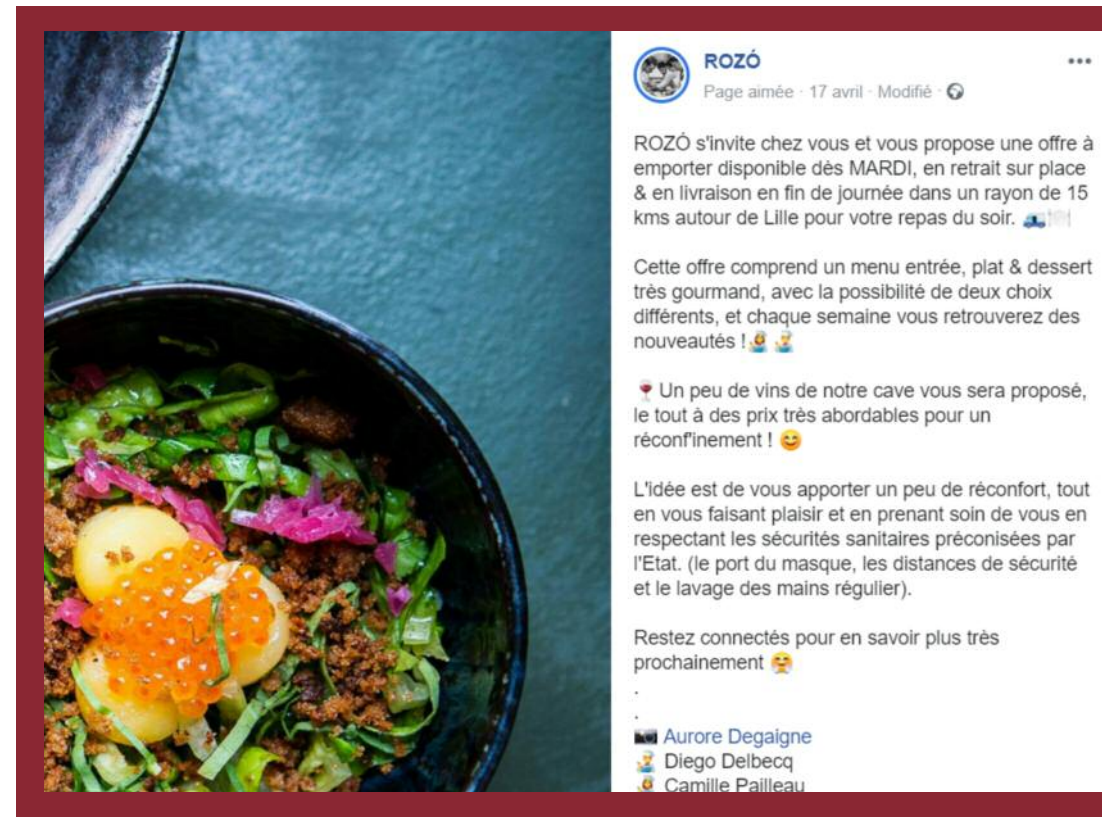 ROZÓ
Page aimée · 17 avril · Modifié ·
ROZÓ s'invite chez vous et vous propose une offre à
emporter disponible dès MARDI, en retrait sur place
& en livraison en fin de journée dans un rayon de 15
kms autour de Lille pour votre repas du soir. 🚙🍽
Cette offre comprend un menu entrée, plat & dessert
très gourmand, avec la possibilité de deux choix
différents, et chaque semaine vous retrouverez des
nouveautés !👩‍🍳👨‍🍳
🍷Un peu de vins de notre cave vous sera proposé,
le tout à des prix très abordables pour un
réconf'inement ! 😊
L'idée est de vous apporter un peu de réconfort, tout
en vous faisant plaisir et en prenant soin de vous en
respectant les sécurités sanitaires préconisées par
l'Etat. (le port du masque, les distances de sécurité
et le lavage des mains régulier).
Restez connectés pour en savoir plus très
prochainement 🤗
.
.
📷 Aurore Degaigne
👨‍🍳 Diego Delbecq
👩‍🍳 Camille Pailleau